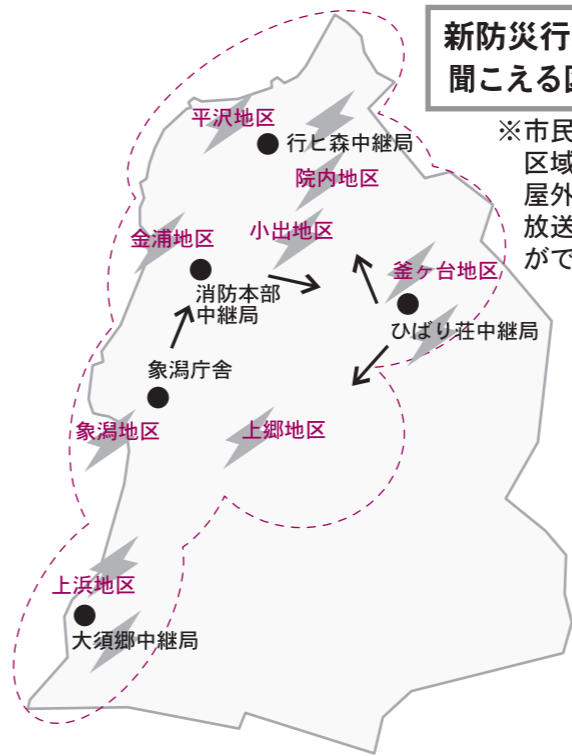 新防災行
聞こえる区
※市民
区域
屋外
放送
がで
平沢地区
行ヒ森中継局
院内地区
小出地区
金浦地区
釜ヶ台地区
消防本部
中継局
ひばり荘中継局
象潟庁舎
象潟地区
上郷地区
上浜地区
大須郷中継局